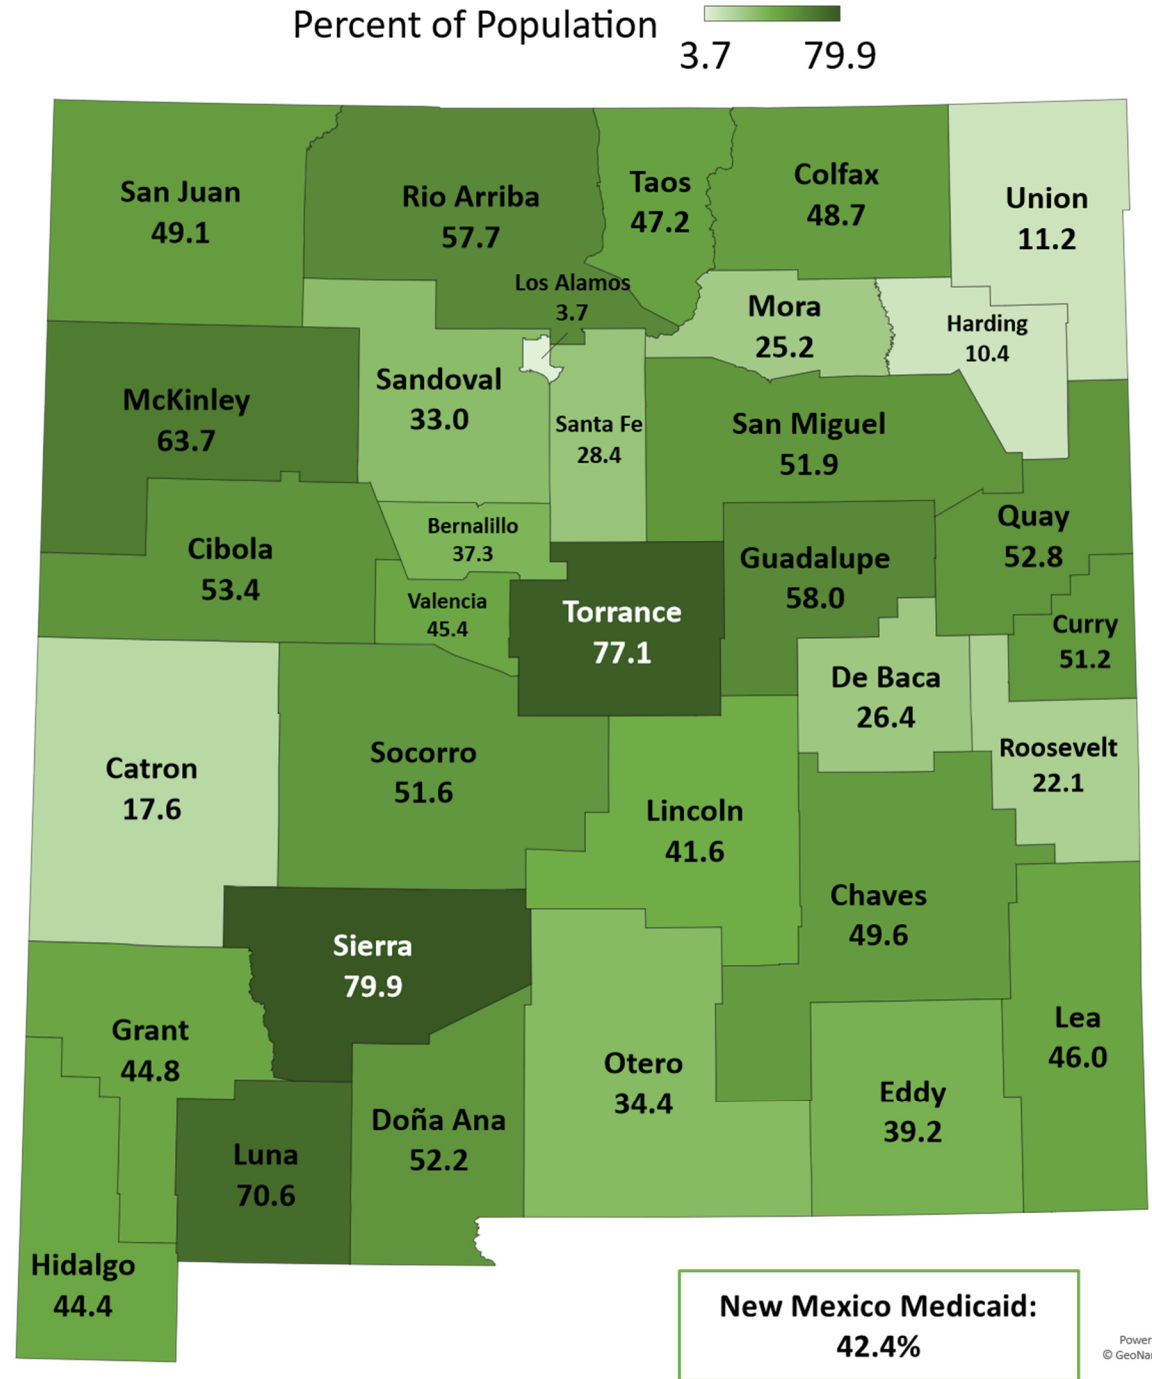 Percent of Population
3.7 79.9
San Juan
49.1
Rio Arriba
57.7
Taos
47.2
Colfax
48.7
Union
11.2
Los Alamos
3.7
Mora
25.2
Harding
10.4
McKinley
63.7
Sandoval
33.0
Santa Fe
28.4
San Miguel
51.9
Quay
52.8
Cibola
53.4
Bernalillo
37.3
Valencia
45.4
Torrance
77.1
Guadalupe
58.0
Curry
51.2
De Baca
26.4
Roosevelt
22.1
Catron
17.6
Socorro
51.6
Lincoln
41.6
Chaves
49.6
Sierra
79.9
Grant
44.8
Otero
34.4
Lea
46.0
Eddy
39.2
Doña Ana
52.2
Luna
70.6
Hidalgo
44.4
New Mexico Medicaid:
42.4%
Power
© GeoNa